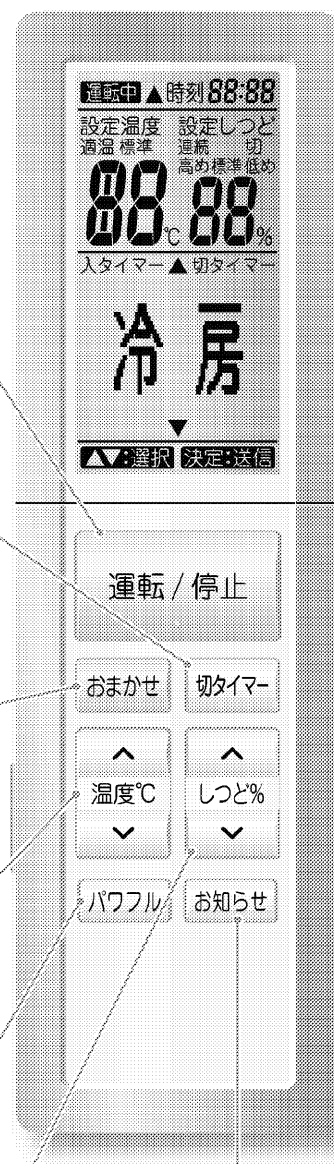 運転中 ▲時刻 88:88
設定温度 設定しつど
適温 標準 連続 切
高め標準低め
88℃ 88%
入タイマー▲切タイマー
冷房
▼
▲▼:選択 決定:送信
運転/停止
おまかせ 切タイマー
温度℃ しつど%
パワフル お知らせ